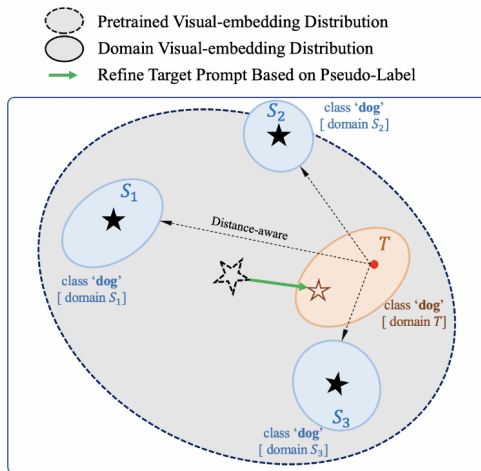 Pretrained Visual-embedding Distribution
Domain Visual-embedding Distribution
Refine Target Prompt Based on Pseudo-Label
S₂
class 'dog'
[ domain S₂]
S₁
Distance-aware
T
class 'dog'
[ domain S₁]
class 'dog'
[ domain T]
S₃
class 'dog'
[ domain S₃]